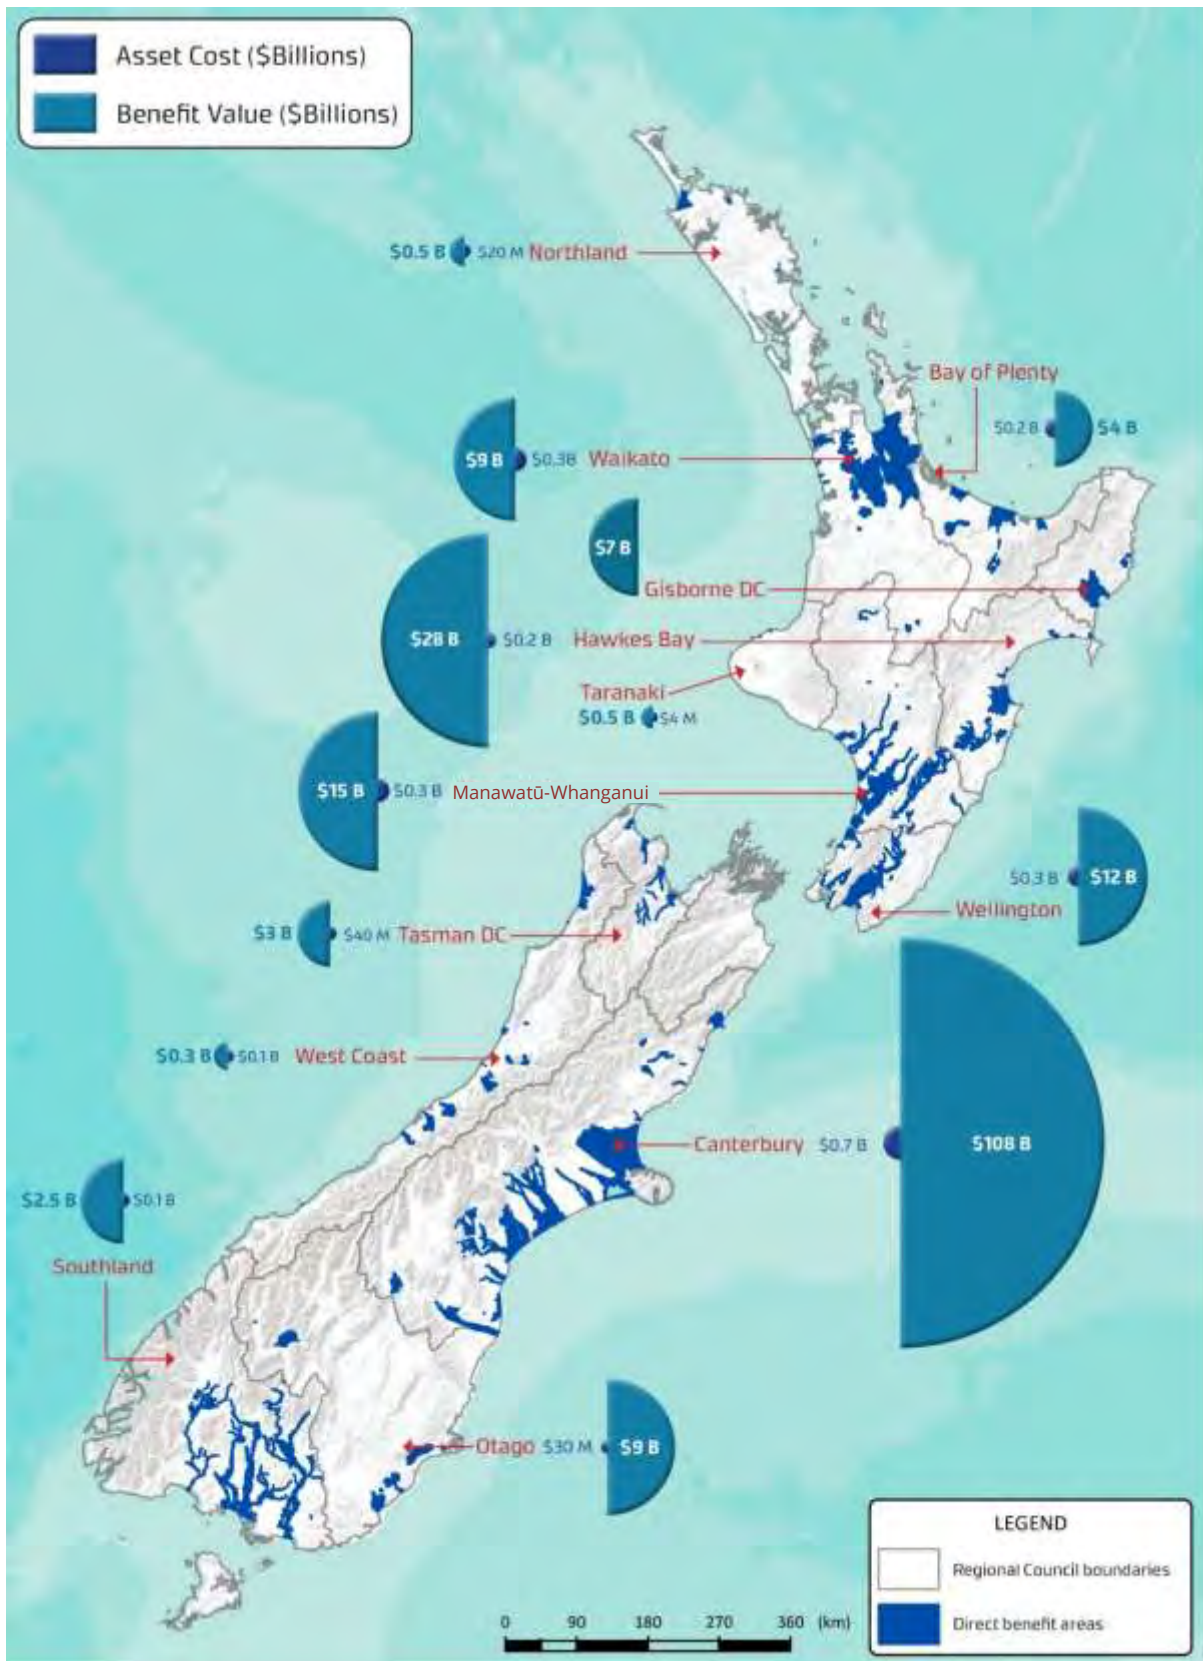 Asset Cost ($Billions)
Benefit Value ($Billions)
$0.5 B $20 M Northland
Bay of Plenty
$0.2 B $4 B
$9 B $0.3B Waikato
$7 B
Gisborne DC
$28 B $0.2 B Hawkes Bay
Taranaki
$0.5 B $4 M
$15 B $0.3 B Manawatū-Whanganui
$0.3 B $12 B
Wellington
$3 B $40 M Tasman DC
$0.3 B $0.1 B West Coast
Canterbury $0.7 B $108 B
$2.5 B $0.1 B
Southland
Otago $30 M $9 B
LEGEND
Regional Council boundaries
Direct benefit areas
0 90 180 270 360 (km)